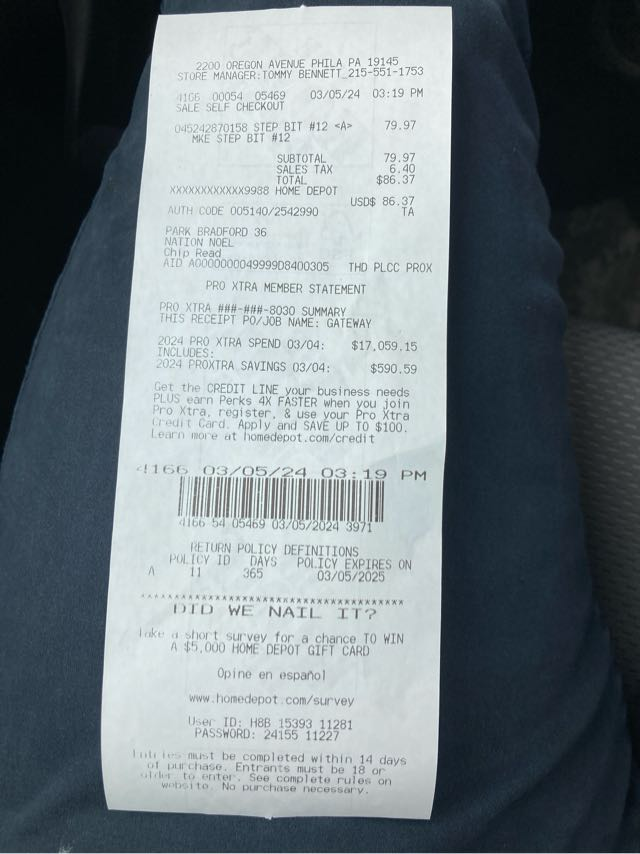 2200 OREGON AVENUE PHILA PA 19145
STORE MANAGER:TOMMY BENNETT 215-551-1753
4166 00054 05469 03/05/24 03:19 PM
SALE SELF CHECKOUT
045242870158 STEP BIT #12 <A> 79.97
MKE STEP BIT #12
SUBTOTAL 79.97
SALES TAX 6.40
TOTAL $86.37
XXXXXXXXXXXX9988 HOME DEPOT
USD$ 86.37
AUTH CODE 005140/2542990 TA
PARK BRADFORD 36
NATION NOEL
Chip Read
AID A0000000049999D8400305 THD PLCC PROX
PRO XTRA MEMBER STATEMENT
PRO XTRA ###-###-8030 SUMMARY
THIS RECEIPT PO/JOB NAME: GATEWAY
2024 PRO XTRA SPEND 03/04: $17,059.15
INCLUDES:
2024 PROXTRA SAVINGS 03/04: $590.59
Get the CREDIT LINE your business needs
PLUS earn Perks 4X FASTER when you join
Pro Xtra, register, & use your Pro Xtra
Credit Card. Apply and SAVE UP TO $100.
Learn more at homedepot.com/credit
4166 03/05/24 03:19 PM
4166 54 05469 03/05/2024 3971
RETURN POLICY DEFINITIONS
POLICY ID DAYS POLICY EXPIRES ON
A 11 365 03/05/2025
****************************************
DID WE NAIL IT?
Take a short survey for a chance TO WIN
A $5,000 HOME DEPOT GIFT CARD
Opine en español
www.homedepot.com/survey
User ID: H8B 15393 11281
PASSWORD: 24155 11227
Entries must be completed within 14 days
of purchase. Entrants must be 18 or
older to enter. See complete rules on
website. No purchase necessary.